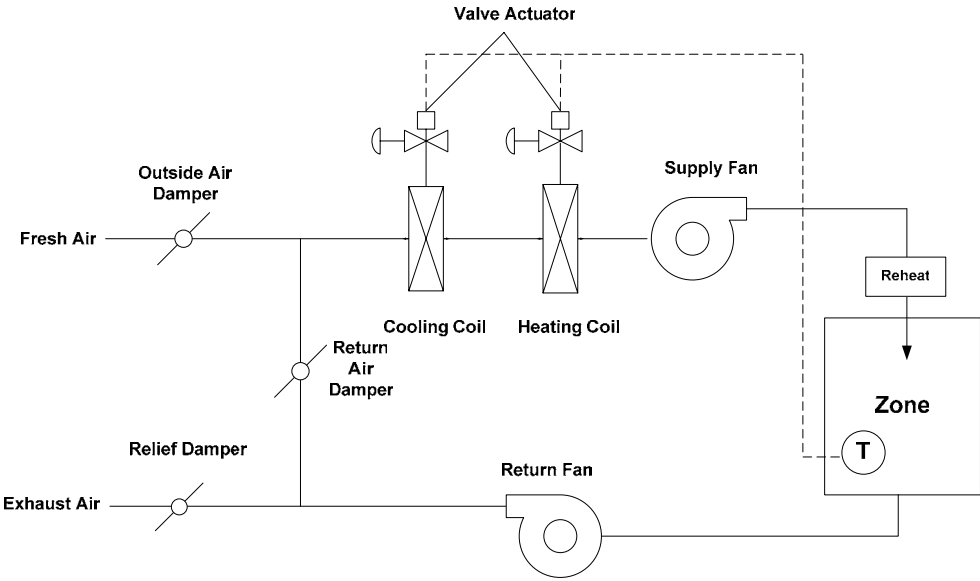 Valve Actuator
Outside Air
Damper
Supply Fan
Fresh Air
Reheat
Cooling Coil
Heating Coil
Return
Air
Damper
Zone
Relief Damper
T
Return Fan
Exhaust Air